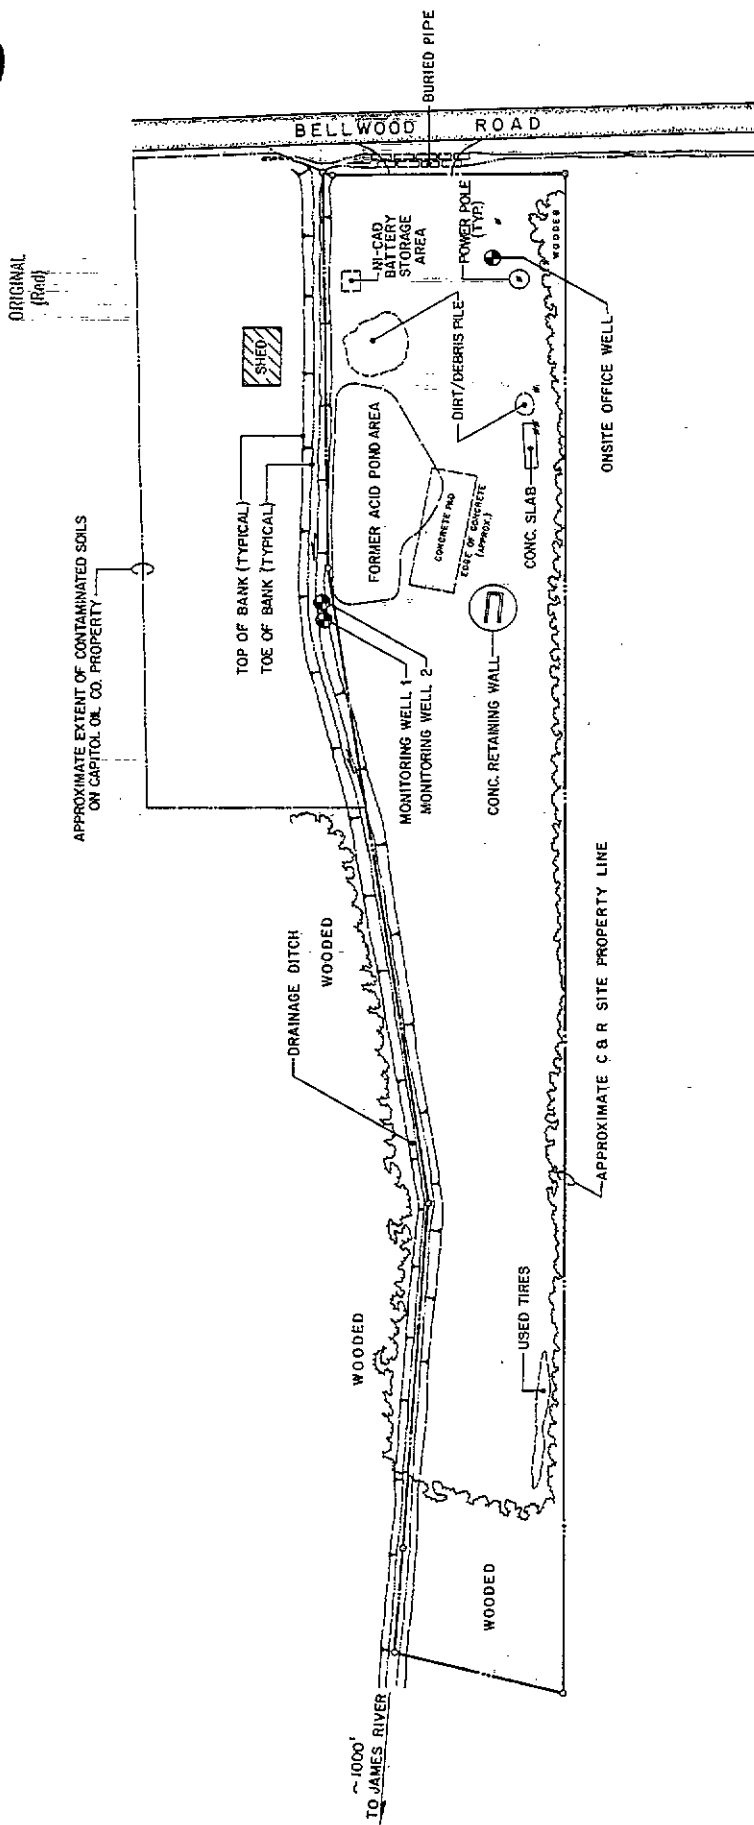 ORIGINAL
(Red)
BURIED PIPE
BELLWOOD ROAD
APPROXIMATE EXTENT OF CONTAMINATED SOILS
ON CAPITOL OIL CO. PROPERTY
SHED
TOP OF BANK (TYPICAL)
TOE OF BANK (TYPICAL)
NI-CAD
BATTERY
STORAGE
AREA
POWER POLE
(TYP.)
WOODED
DIRT/DEBRIS PILE
FORMER ACID POND AREA
CONCRETE PAD
EDGE OF CONCRETE
(APPROX.)
CONC. SLAB
ONSITE OFFICE WELL
CONC. RETAINING WALL
MONITORING WELL 1
MONITORING WELL 2
DRAINAGE DITCH
WOODED
WOODED
APPROXIMATE C & R SITE PROPERTY LINE
USED TIRES
WOODED
~1000'
TO JAMES RIVER